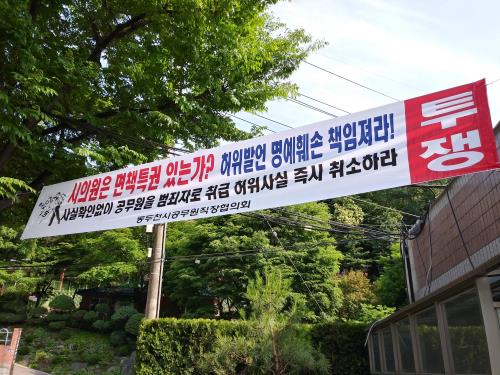 시의원은 면책특권 있는가? 허위발언 명예훼손 책임져라!
사실확인없이 공무원을 범죄자로 취급 허위사실 즉시 취소하라
동두천시공무원직장협의회
투쟁